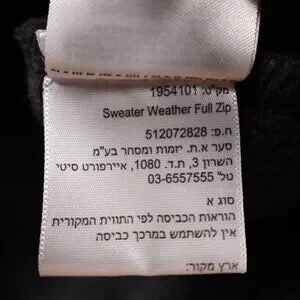 מק"ט: 1954101
Sweater Weather Full Zip
ח.פ: 512072828
סער א.ת. יזמות ומסחר בע"מ
השרון 3, ת.ד. 1080, איירפורט סיטי
טל' 03-6557555
סוג א
הוראות הכביסה לפי התווית המקורית
אין להשתמש במרכך כביסה
ארץ מקור: